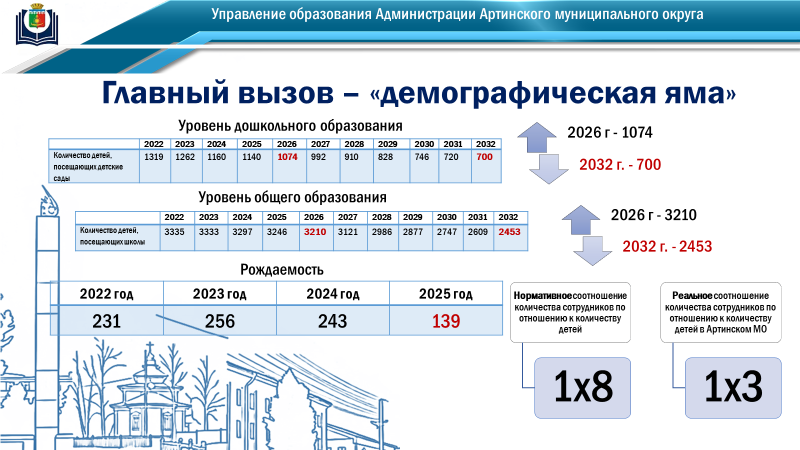 Управление образования Администрации Артинского муниципального округа
Главный вызов – «демографическая яма»
Уровень дошкольного образования
2022 2023 2024 2025 2026 2027 2028 2029 2030 2031 2032
Количество детей, посещающих детские сады 1319 1262 1160 1140 1074 992 910 828 746 720 700
2026 г - 1074
2032 г. - 700
Уровень общего образования
2022 2023 2024 2025 2026 2027 2028 2029 2030 2031 2032
Количество детей, посещающих школы 3335 3333 3297 3246 3210 3121 2986 2877 2747 2609 2453
2026 г - 3210
2032 г. - 2453
Рождаемость
2022 год 2023 год 2024 год 2025 год
231 256 243 139
Нормативное соотношение
количества сотрудников по
отношению к количеству
детей
1х8
Реальное соотношение
количества сотрудников по
отношению к количеству
детей в Артинском МО
1х3